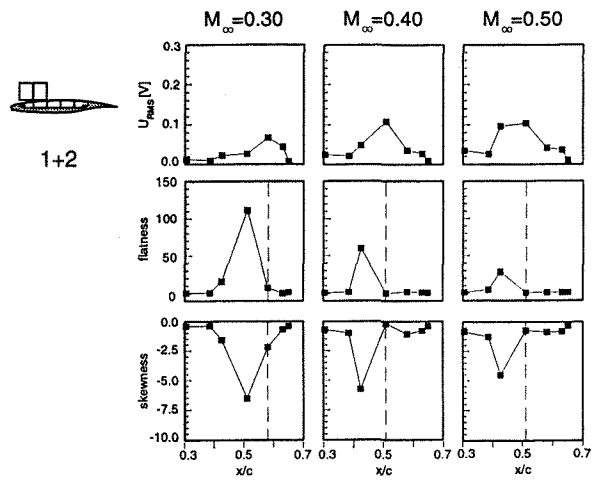 M∞=0.30 M∞=0.40 M∞=0.50
0.3
0.2
0.1
0.0
U_RMS [V]
1+2
150
100
50
0
flatness
0.0
-2.5
-5.0
-7.5
-10.0
skewness
0.3 0.5 0.7 0.3 0.5 0.7 0.3 0.5 0.7
x/c x/c x/c